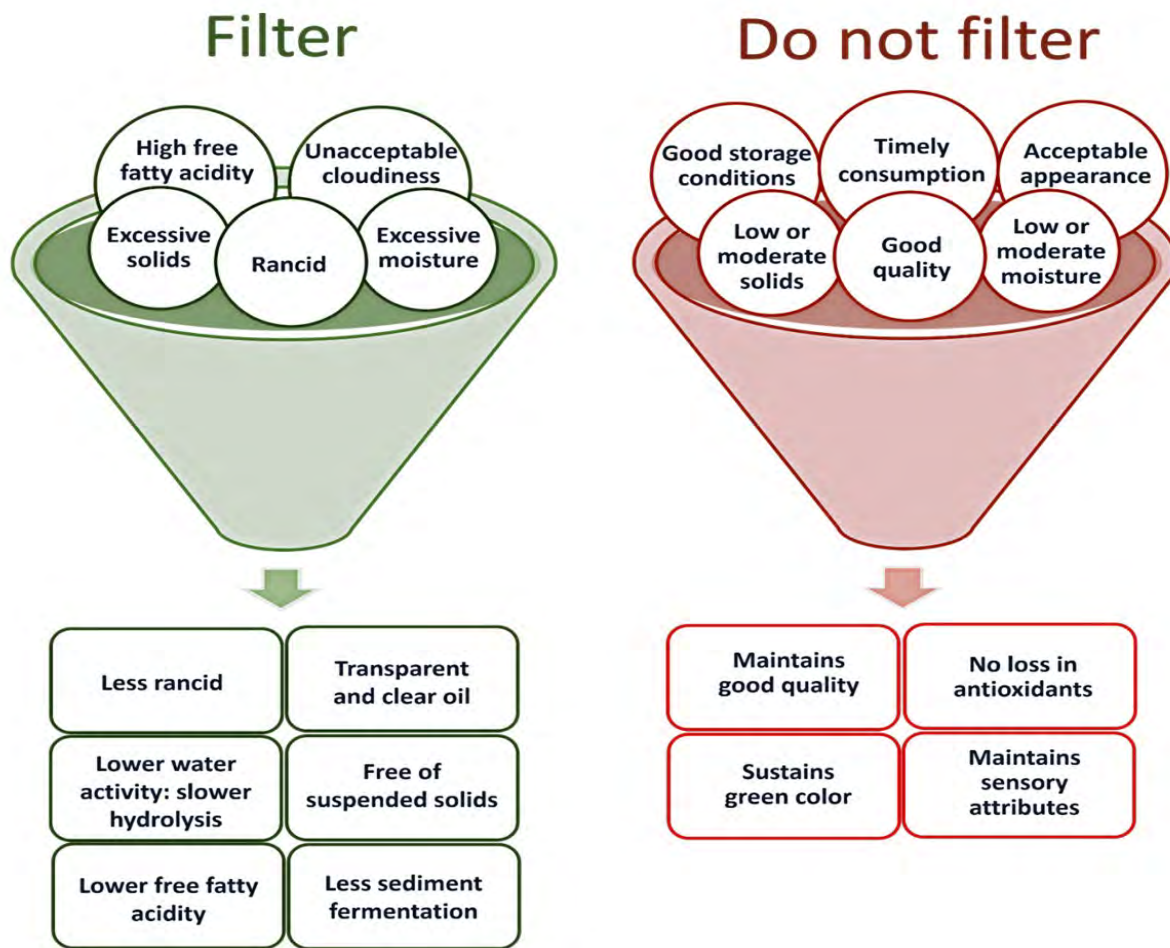 Filter
High free
fatty acidity
Unacceptable
cloudiness
Excessive
solids
Rancid
Excessive
moisture
Less rancid
Transparent
and clear oil
Lower water
activity: slower
hydrolysis
Free of
suspended solids
Lower free fatty
acidity
Less sediment
fermentation
Do not filter
Good storage
conditions
Timely
consumption
Acceptable
appearance
Low or
moderate
solids
Good
quality
Low or
moderate
moisture
Maintains
good quality
No loss in
antioxidants
Sustains
green color
Maintains
sensory
attributes